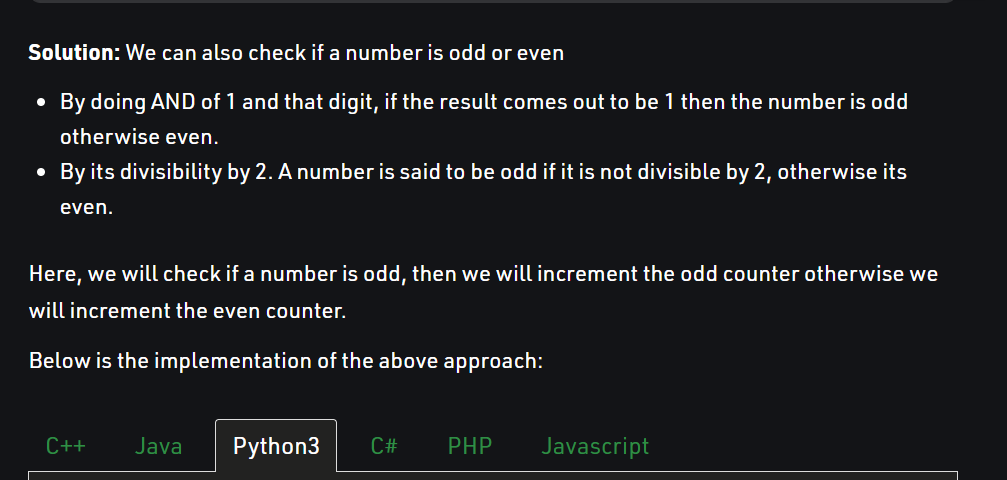 Solution: We can also check if a number is odd or even
• By doing AND of 1 and that digit, if the result comes out to be 1 then the number is odd
otherwise even.
• By its divisibility by 2. A number is said to be odd if it is not divisible by 2, otherwise its
even.
Here, we will check if a number is odd, then we will increment the odd counter otherwise we
will increment the even counter.
Below is the implementation of the above approach:
C++ Java Python3 C# PHP Javascript